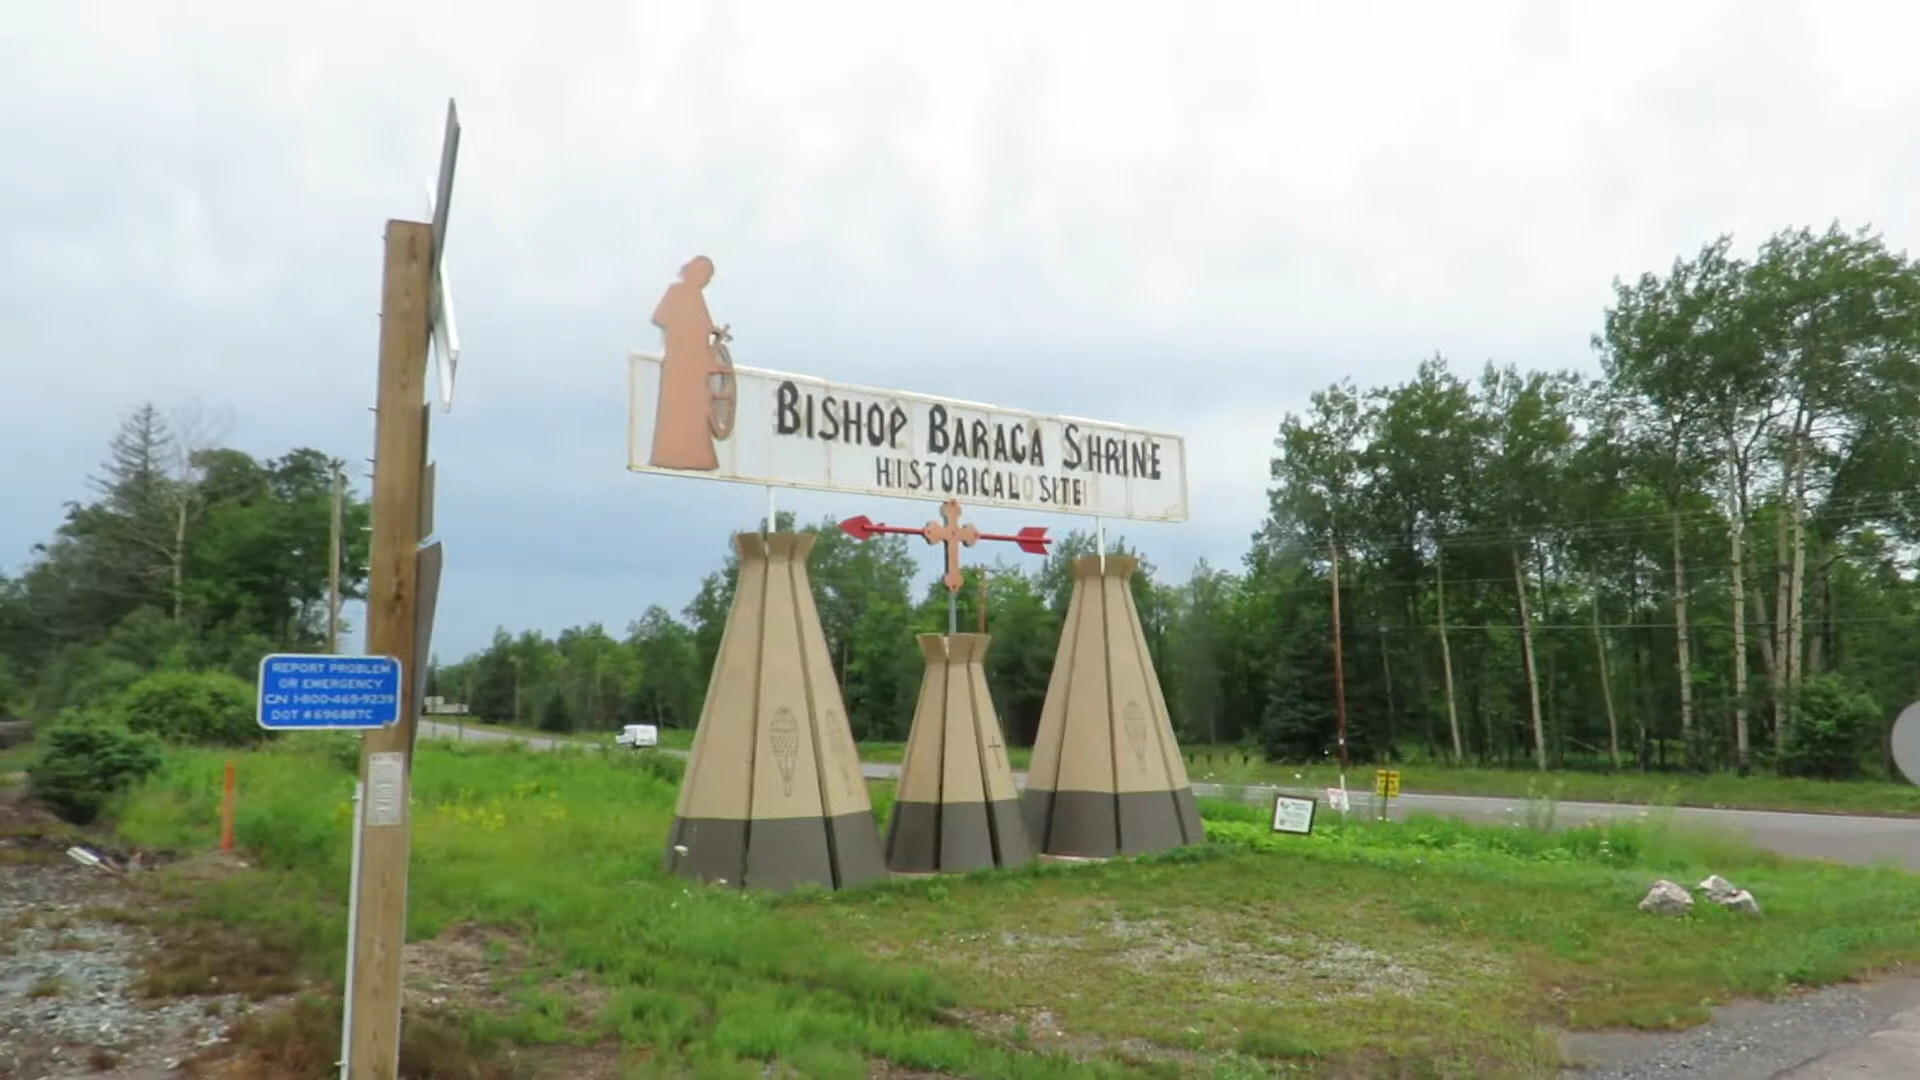 BISHOP BARAGA SHRINE
HISTORICAL SITE
REPORT PROBLEM
OR EMERGENCY
CN 1-800-465-9239
DOT # 696887C